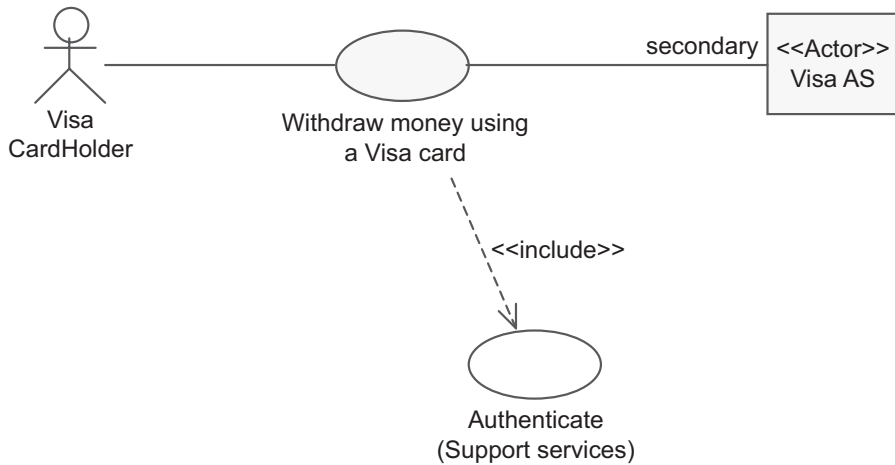 secondary
<<Actor>>
Visa AS
Visa
CardHolder
Withdraw money using
a Visa card
<<include>>
Authenticate
(Support services)